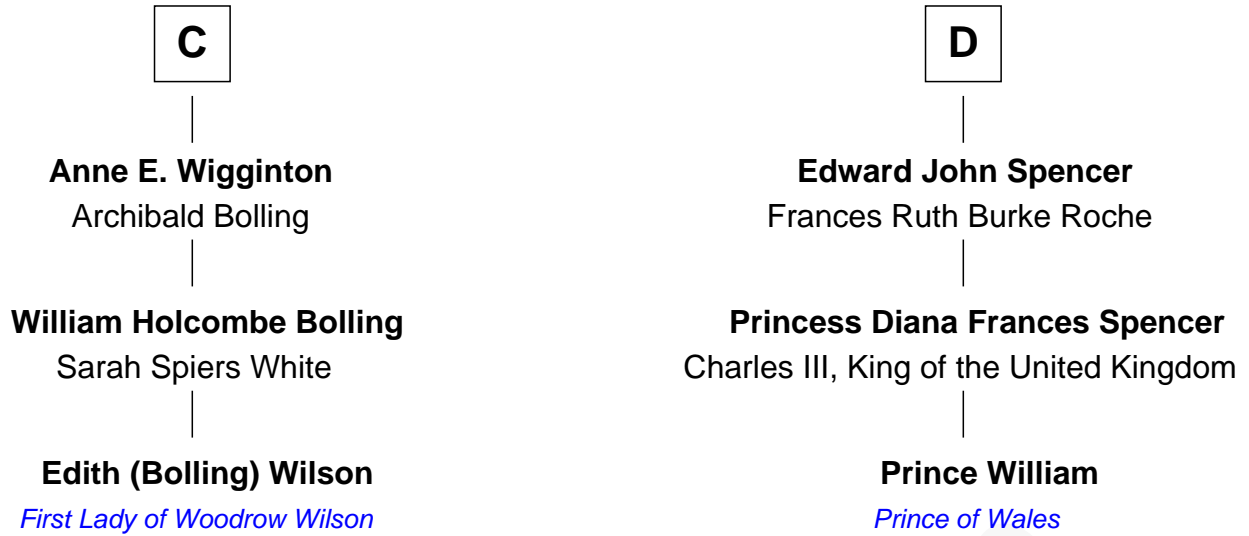 C
Anne E. Wigginton
Archibald Bolling
William Holcombe Bolling
Sarah Spiers White
Edith (Bolling) Wilson
First Lady of Woodrow Wilson
D
Edward John Spencer
Frances Ruth Burke Roche
Princess Diana Frances Spencer
Charles III, King of the United Kingdom
Prince William
Prince of Wales